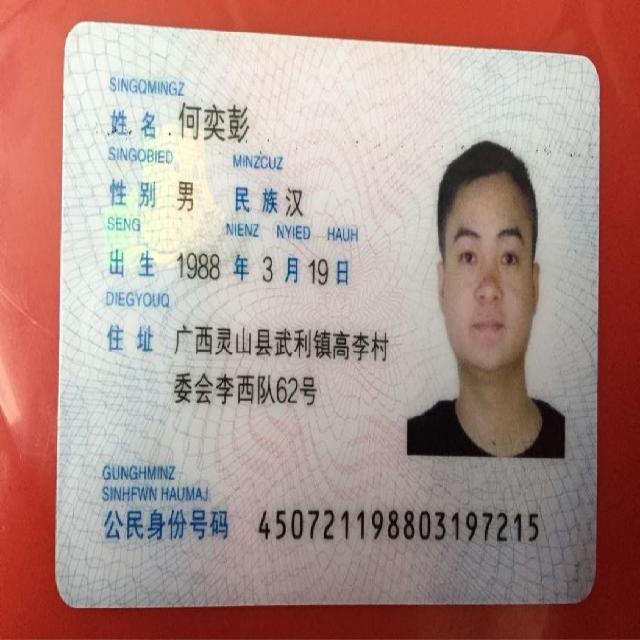 SINGQMINGZ
姓名 何奕彭
SINGQBIED MINZCUZ
性别 男 民族 汉
SENG NIENZ NYIED HAUH
出生 1988 年 3 月 19 日
DIEGYOUQ
住址 广西灵山县武利镇高李村
委会李西队62号
GUNGHMINZ
SINHFWN HAUMAJ
公民身份号码 450721198803197215